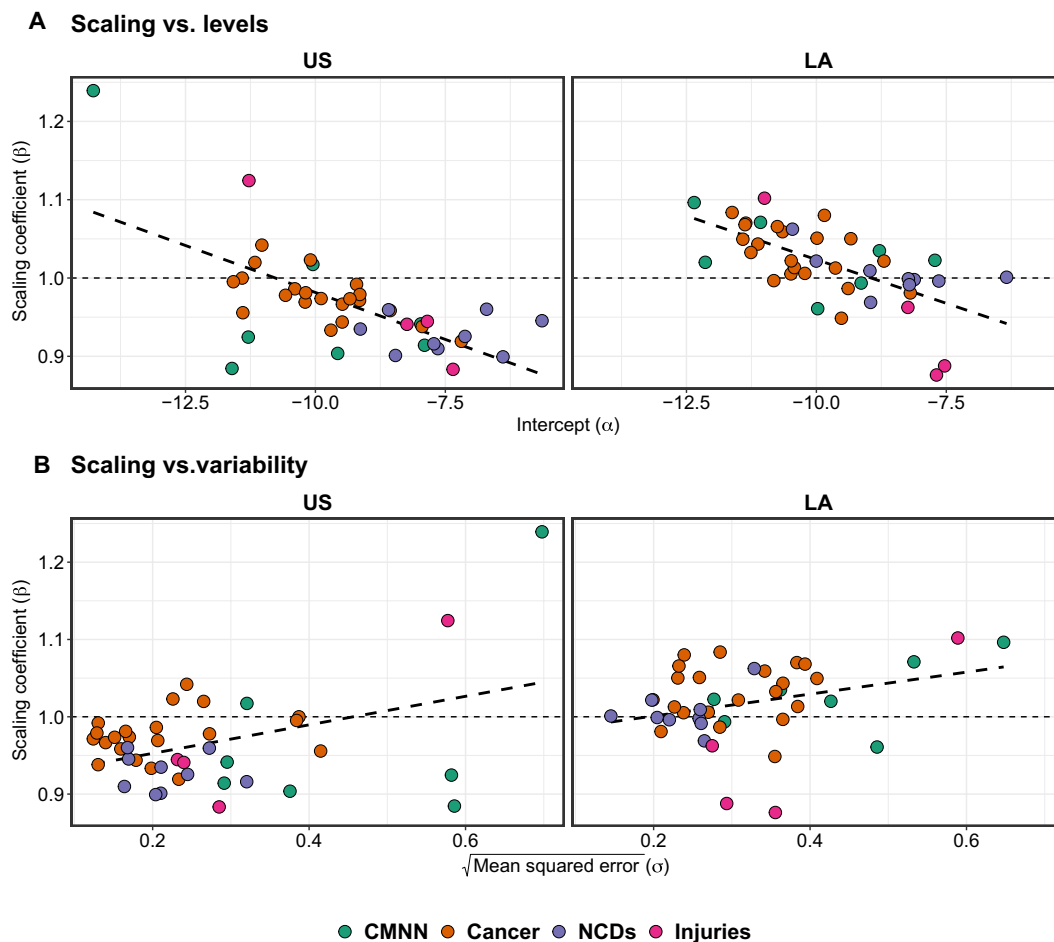 A Scaling vs. levels
US LA
Scaling coefficient (β)
1.2
1.1
1.0
0.9
−12.5 −10.0 −7.5 −12.5 −10.0 −7.5
Intercept (α)
B Scaling vs.variability
US LA
Scaling coefficient (β)
1.2
1.1
1.0
0.9
0.2 0.4 0.6 0.2 0.4 0.6
√Mean squared error (σ)
CMNN Cancer NCDs Injuries